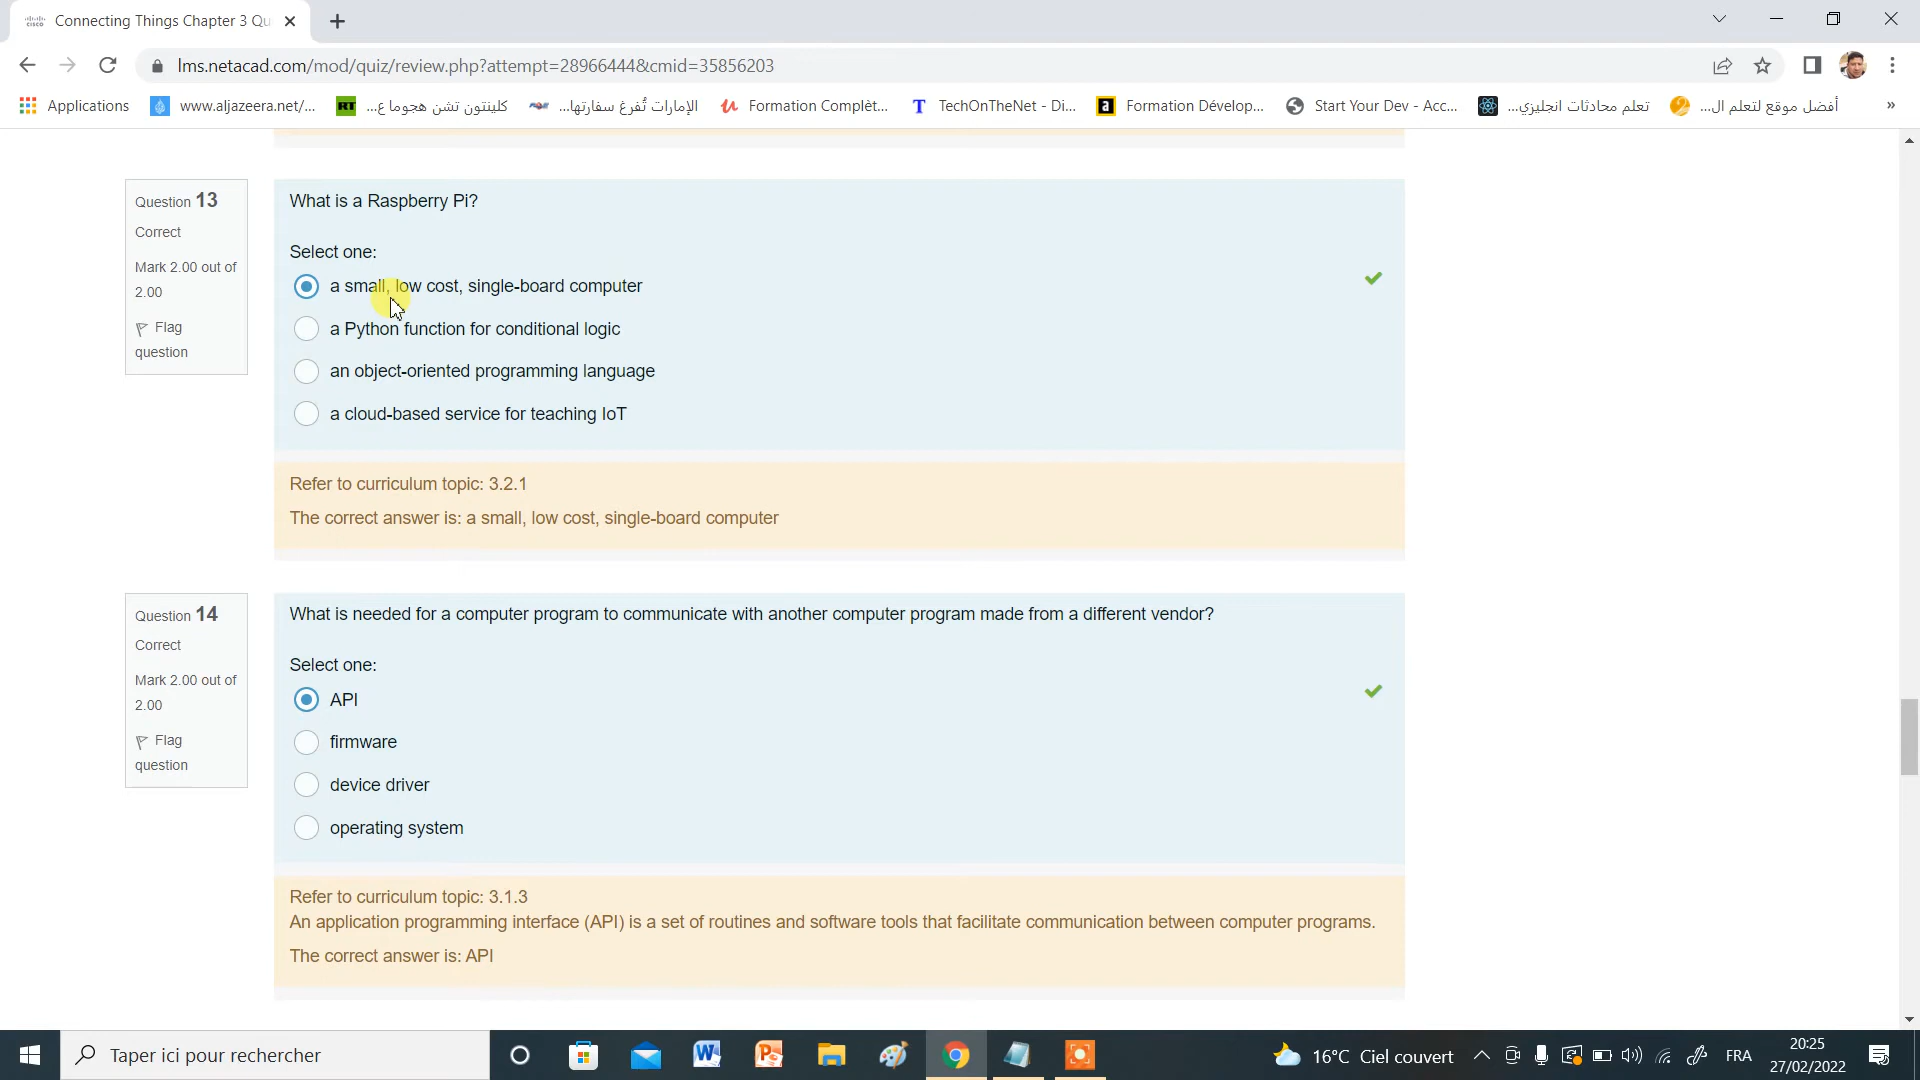 Connecting Things Chapter 3 Qu
lms.netacad.com/mod/quiz/review.php?attempt=28966444&cmid=35856203
Applications
www.aljazeera.net/...
كلينتون تشن هجوما ع...
الإمارات تُفرغ سفارتها...
Formation Complèt...
TechOnTheNet - Di...
Formation Dévelop...
Start Your Dev - Acc...
تعلم محادثات انجليزي...
أفضل موقع لتعلم ال...
»
Question 13
Correct
Mark 2.00 out of
2.00
Flag
question
What is a Raspberry Pi?
Select one:
a small, low cost, single-board computer
a Python function for conditional logic
an object-oriented programming language
a cloud-based service for teaching IoT
Refer to curriculum topic: 3.2.1
The correct answer is: a small, low cost, single-board computer
Question 14
Correct
Mark 2.00 out of
2.00
Flag
question
What is needed for a computer program to communicate with another computer program made from a different vendor?
Select one:
API
firmware
device driver
operating system
Refer to curriculum topic: 3.1.3
An application programming interface (API) is a set of routines and software tools that facilitate communication between computer programs.
The correct answer is: API
Taper ici pour rechercher
16°C Ciel couvert
FRA
20:25
27/02/2022